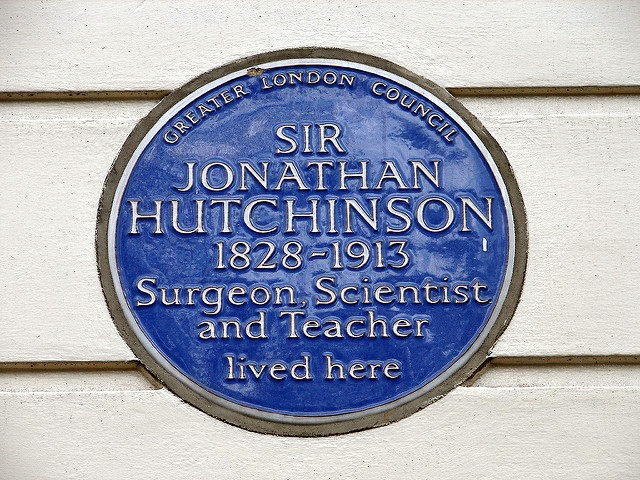 GREATER LONDON COUNCIL
SIR
JONATHAN
HUTCHINSON
1828-1913
Surgeon, Scientist
and Teacher
lived here